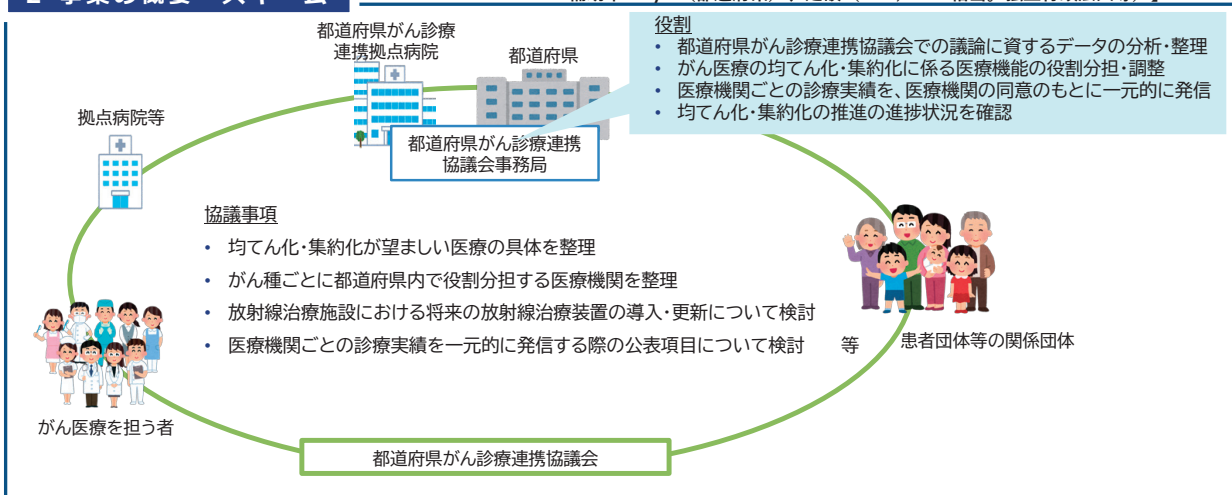 都道府県がん診療
連携拠点病院
都道府県
拠点病院等
都道府県がん診療連携
協議会事務局
役割
• 都道府県がん診療連携協議会での議論に資するデータの分析・整理
• がん医療の均てん化・集約化に係る医療機能の役割分担・調整
• 医療機関ごとの診療実績を、医療機関の同意のもとに一元的に発信
• 均てん化・集約化の推進の進捗状況を確認
協議事項
• 均てん化・集約化が望ましい医療の具体を整理
• がん種ごとに都道府県内で役割分担する医療機関を整理
• 放射線治療施設における将来の放射線治療装置の導入・更新について検討
• 医療機関ごとの診療実績を一元的に発信する際の公表項目について検討 等
患者団体等の関係団体
がん医療を担う者
都道府県がん診療連携協議会